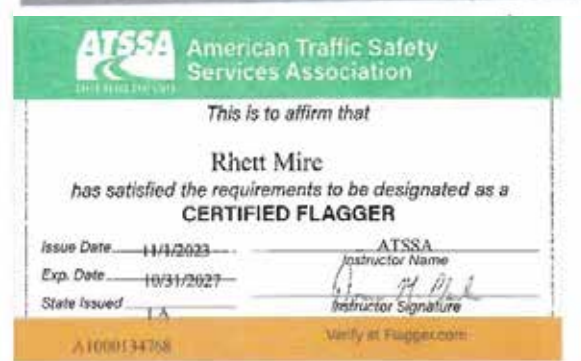 ATSSA American Traffic Safety
Services Association
This is to affirm that
Rhett Mire
has satisfied the requirements to be designated as a
CERTIFIED FLAGGER
Issue Date 11/1/2023 ATSSA
Instructor Name
Exp. Date 10/31/2027
State Issued LA Instructor Signature
A1000134768 Verify at Flagger.com